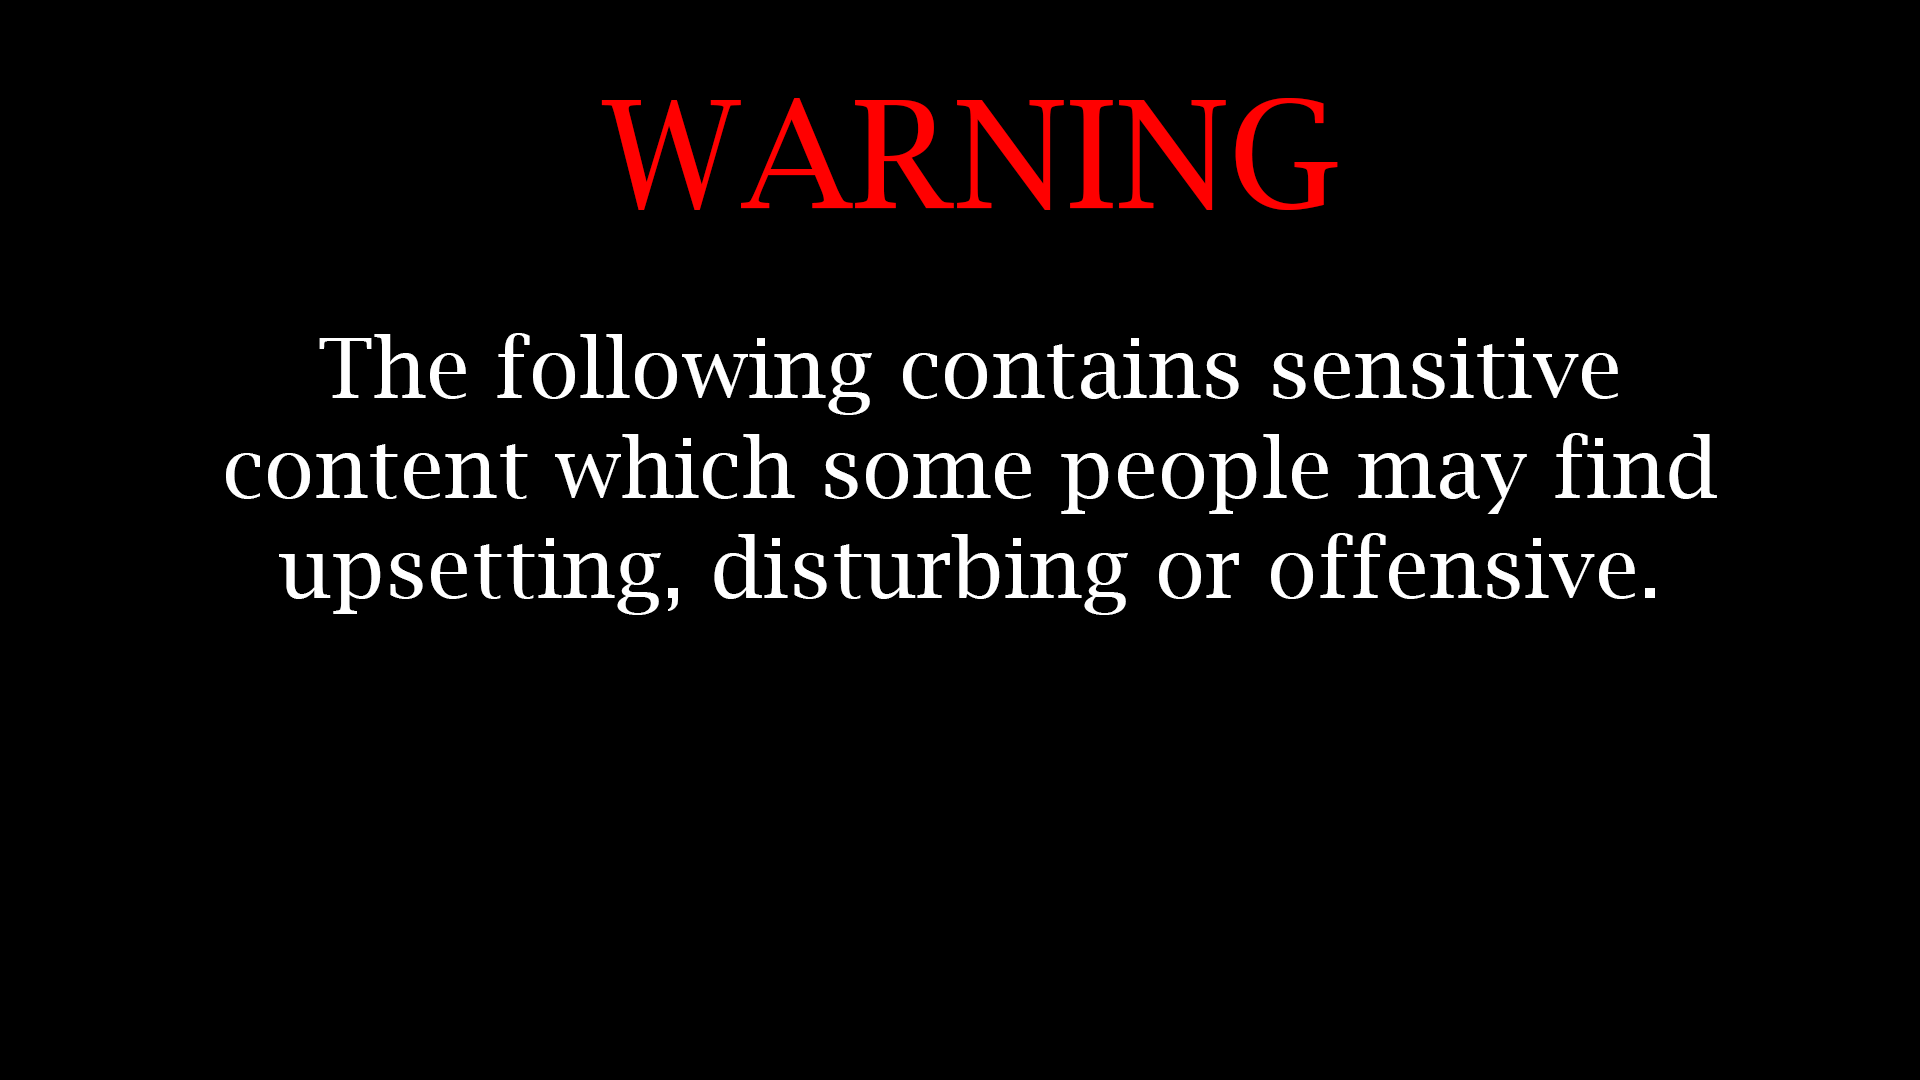 WARNING
The following contains sensitive
content which some people may find
upsetting, disturbing or offensive.